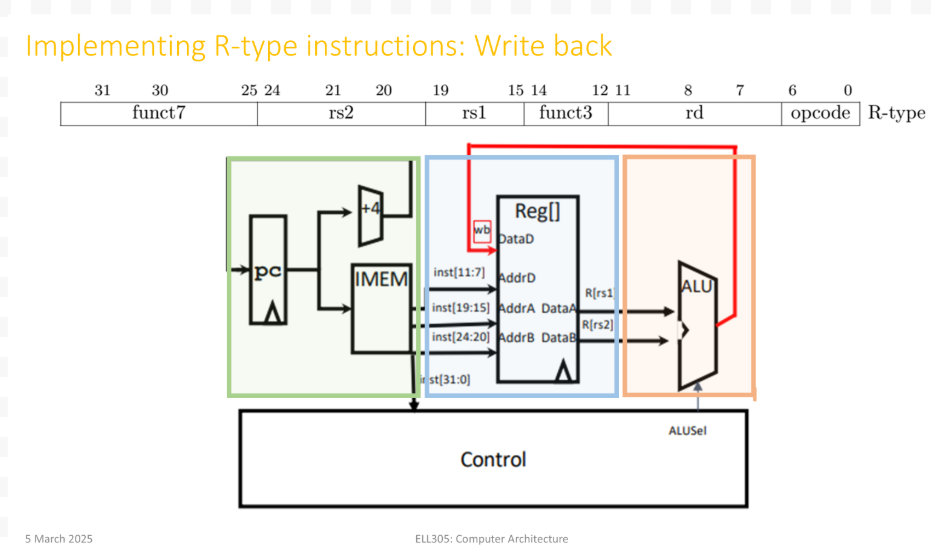 Implementing R-type instructions: Write back
31 30 25 24 21 20 19 15 14 12 11 8 7 6 0
funct7 rs2 rs1 funct3 rd opcode R-type
+4
Reg[]
wb
DataD
pc
IMEM
inst[11:7]
AddrD
ALU
R[rs1]
inst[19:15]
AddrA DataA
R[rs2]
inst[24:20]
AddrB DataB
inst[31:0]
ALUSel
Control
5 March 2025
ELL305: Computer Architecture